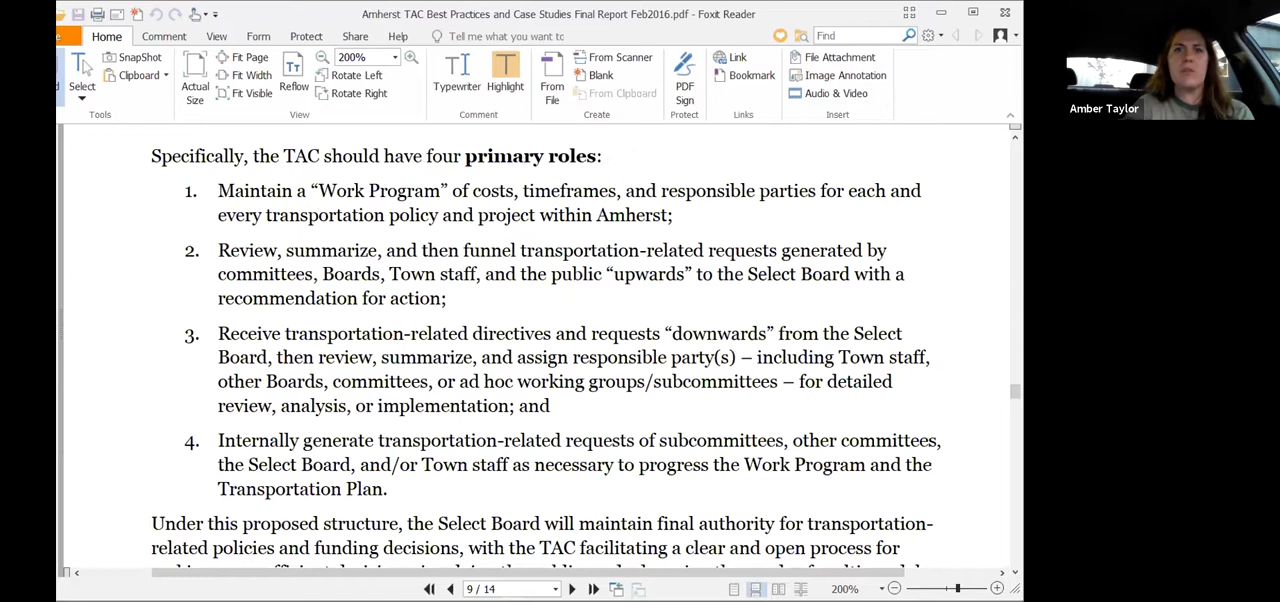 Amherst TAC Best Practices and Case Studies Final Report Feb2016.pdf - Foxit Reader
Home Comment View Form Protect Share Help Tell me what you want tc Find
SnapShot
Clipboard
Select
Tools
Actual Size
Fit Page
Fit Width
Fit Visible
Reflow
200%
Rotate Left
Rotate Right
View
Typewriter
Highlight
Comment
From File
From Scanner
Blank
From Clipboard
Create
PDF Sign
Protect
Link
Bookmark
Links
File Attachment
Image Annotation
Audio & Video
Insert
Amber Taylor
Specifically, the TAC should have four primary roles:
1. Maintain a “Work Program” of costs, timeframes, and responsible parties for each and
every transportation policy and project within Amherst;
2. Review, summarize, and then funnel transportation-related requests generated by
committees, Boards, Town staff, and the public “upwards” to the Select Board with a
recommendation for action;
3. Receive transportation-related directives and requests “downwards” from the Select
Board, then review, summarize, and assign responsible party(s) – including Town staff,
other Boards, committees, or ad hoc working groups/subcommittees – for detailed
review, analysis, or implementation; and
4. Internally generate transportation-related requests of subcommittees, other committees,
the Select Board, and/or Town staff as necessary to progress the Work Program and the
Transportation Plan.
Under this proposed structure, the Select Board will maintain final authority for transportation-
related policies and funding decisions, with the TAC facilitating a clear and open process for
9 / 14
200%